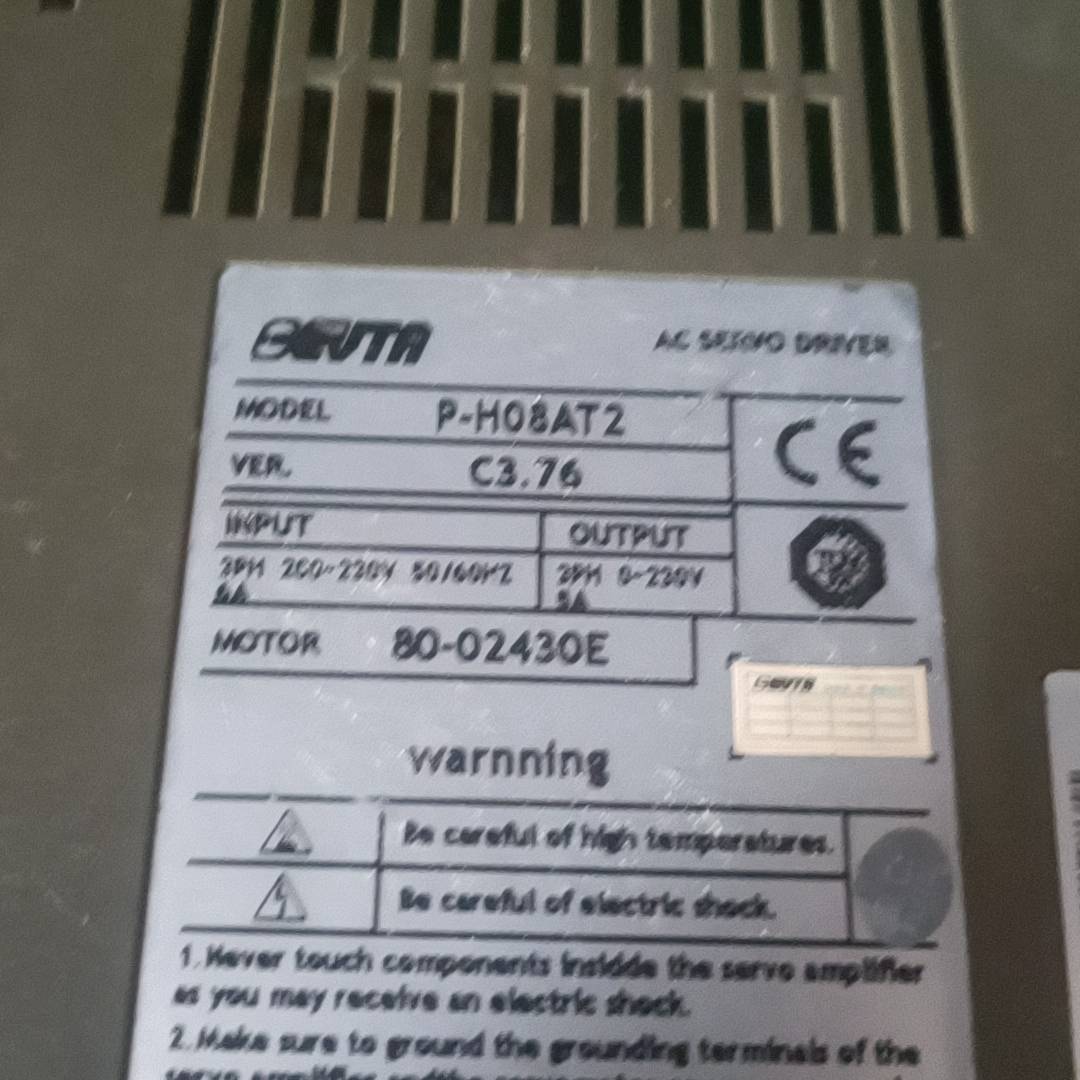 AC SERVO DRIVER
MODEL P-H08AT2
VER. C3.76
CE
INPUT OUTPUT
3PH 200~230V 50/60HZ 3PH 0~230V
MOTOR 80-02430E
warnning
Be careful of high temperatures.
Be careful of electric shock.
1. Never touch components insidde the servo amplifier
as you may receive an electric shock.
2. Make sure to ground the grounding terminals of the